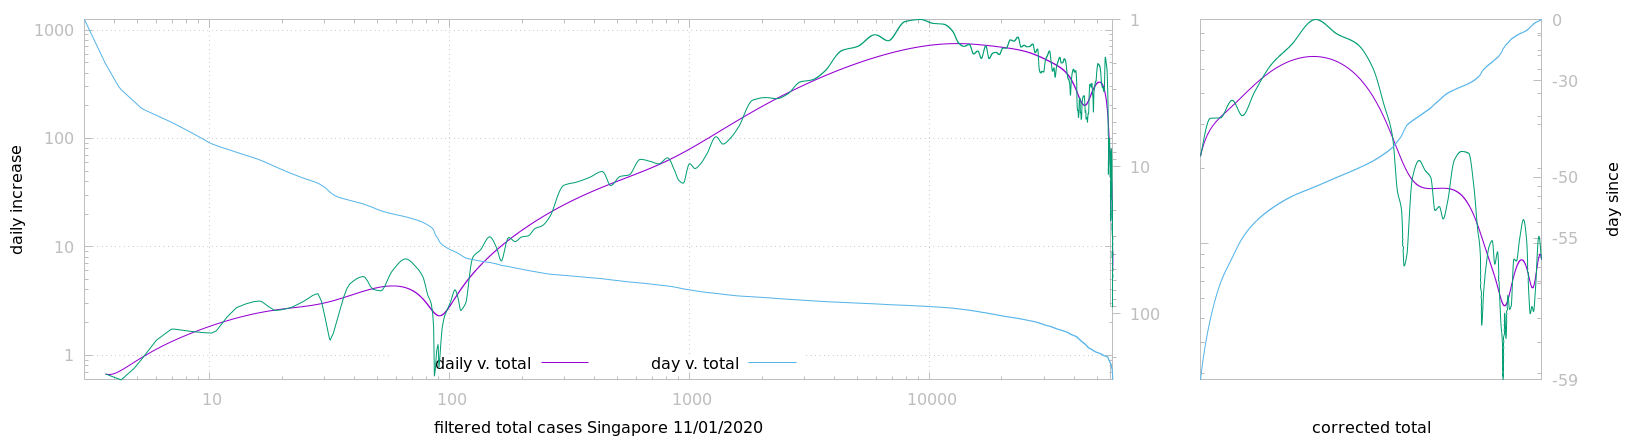 1000
100
10
1
daily increase
10
100
1000
10000
filtered total cases Singapore 11/01/2020
daily v. total
day v. total
1
10
100
0
-30
-50
-55
-59
day since
corrected total